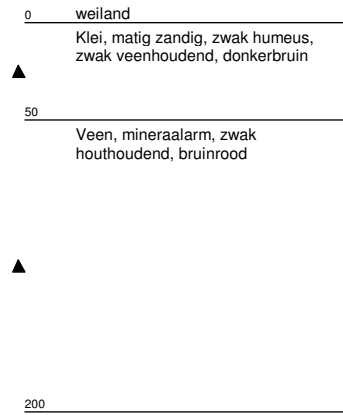 0 weiland
Klei, matig zandig, zwak humeus,
zwak veenhoudend, donkerbruin
50
Veen, mineraalarm, zwak
houthoudend, bruinrood
200